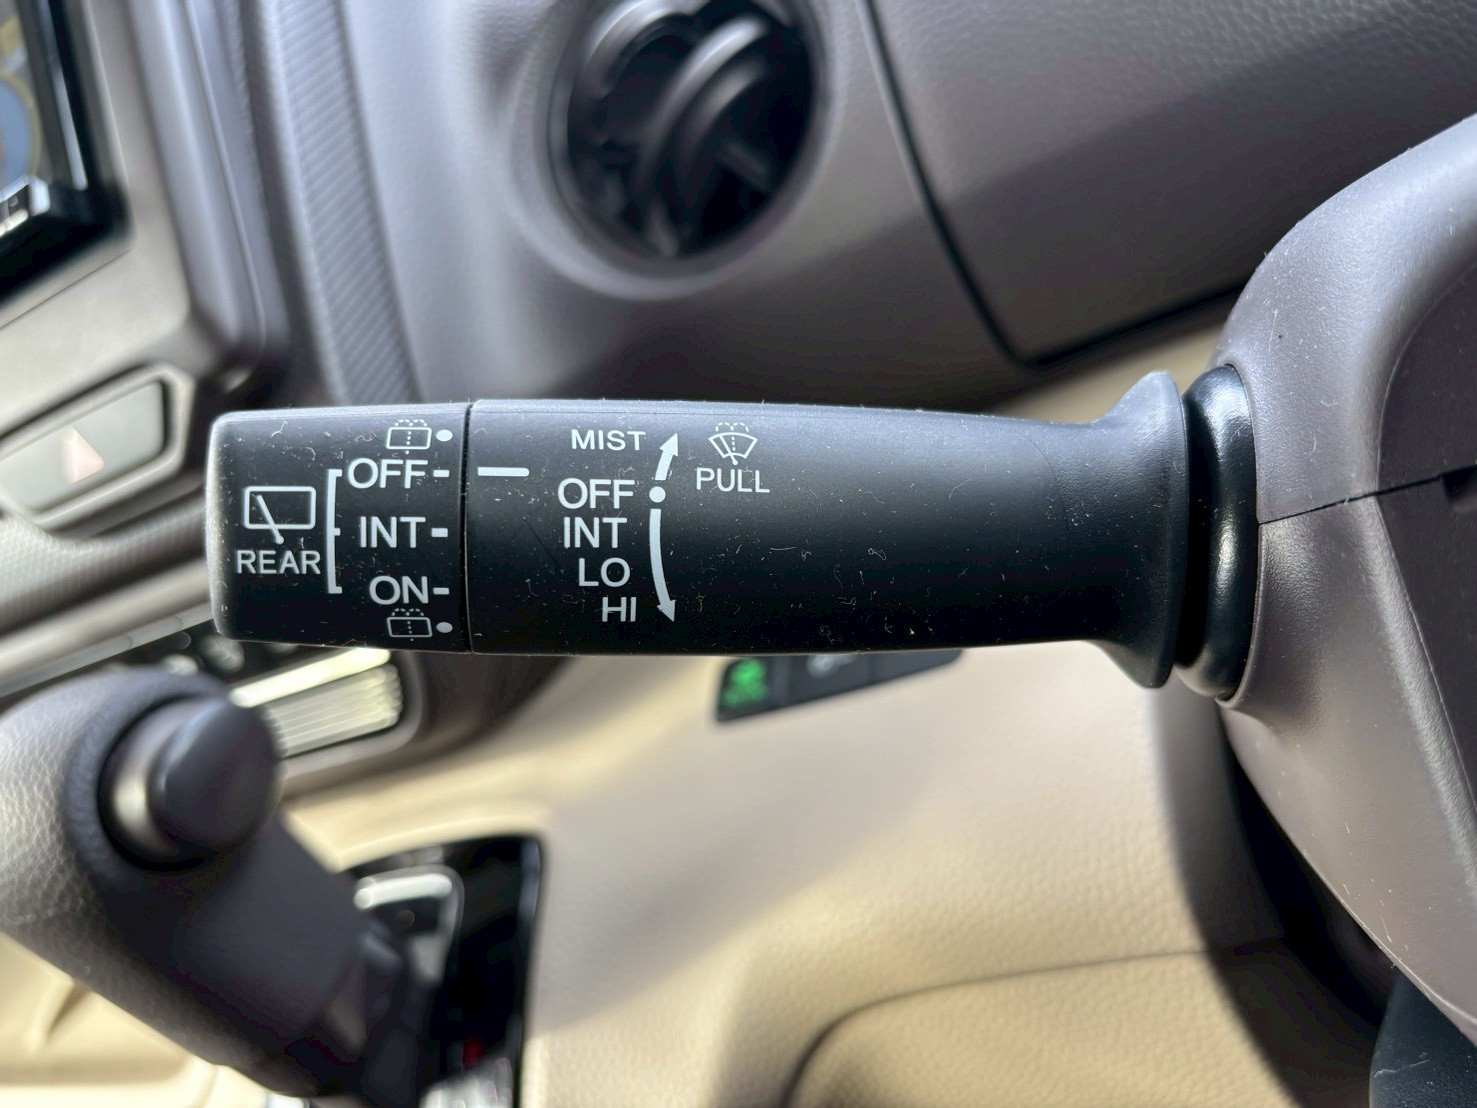 REAR
OFF
INT
ON
MIST
OFF
INT
LO
HI
PULL